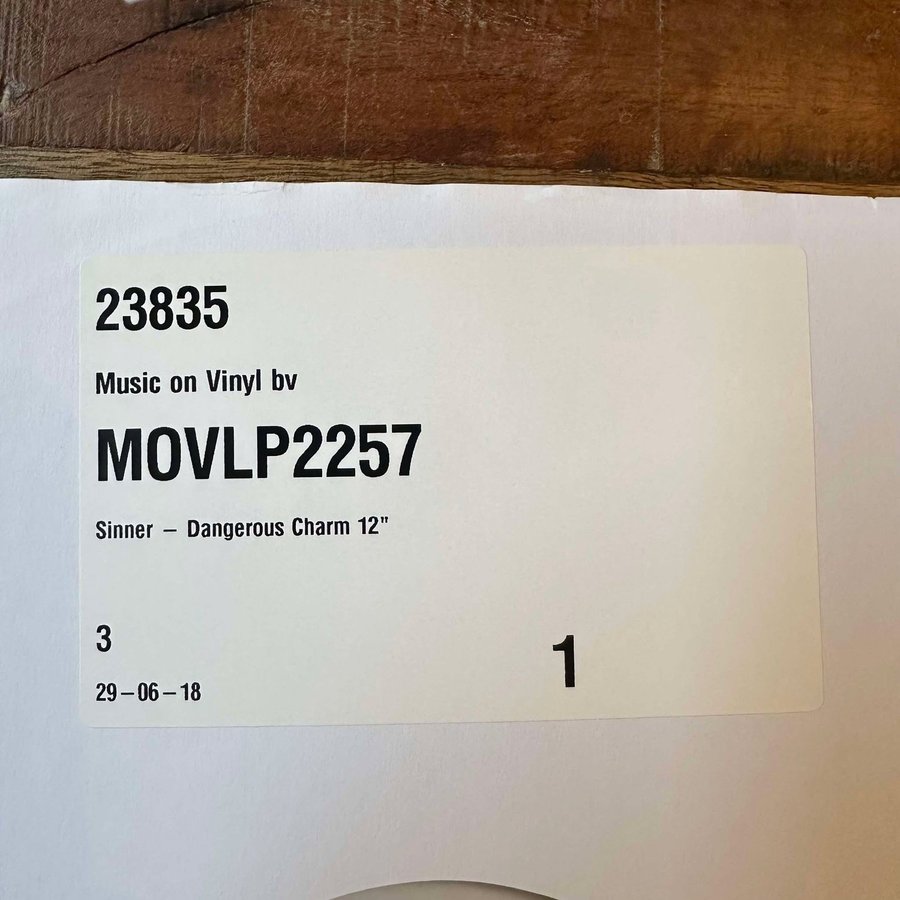 23835
Music on Vinyl bv
MOVLP2257
Sinner – Dangerous Charm 12"
3
1
29–06–18